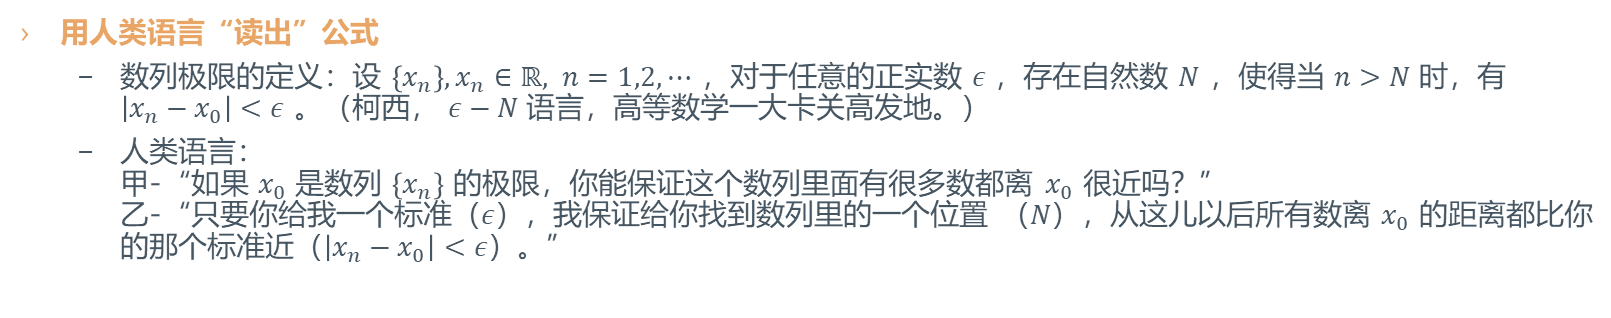 › 用人类语言“读出”公式
– 数列极限的定义：设 {xₙ}, xₙ ∈ ℝ, n = 1,2,⋯ ，对于任意的正实数 ϵ ，存在自然数 N ，使得当 n > N 时，有
|xₙ − x₀| < ϵ 。（柯西， ϵ − N 语言，高等数学一大卡关高发地。）
– 人类语言：
甲-“如果 x₀ 是数列 {xₙ} 的极限，你能保证这个数列里面有很多数都离 x₀ 很近吗？”
乙-“只要你给我一个标准（ϵ），我保证给你找到数列里的一个位置 （N），从这儿以后所有数离 x₀ 的距离都比你
的那个标准近（|xₙ − x₀| < ϵ）。”